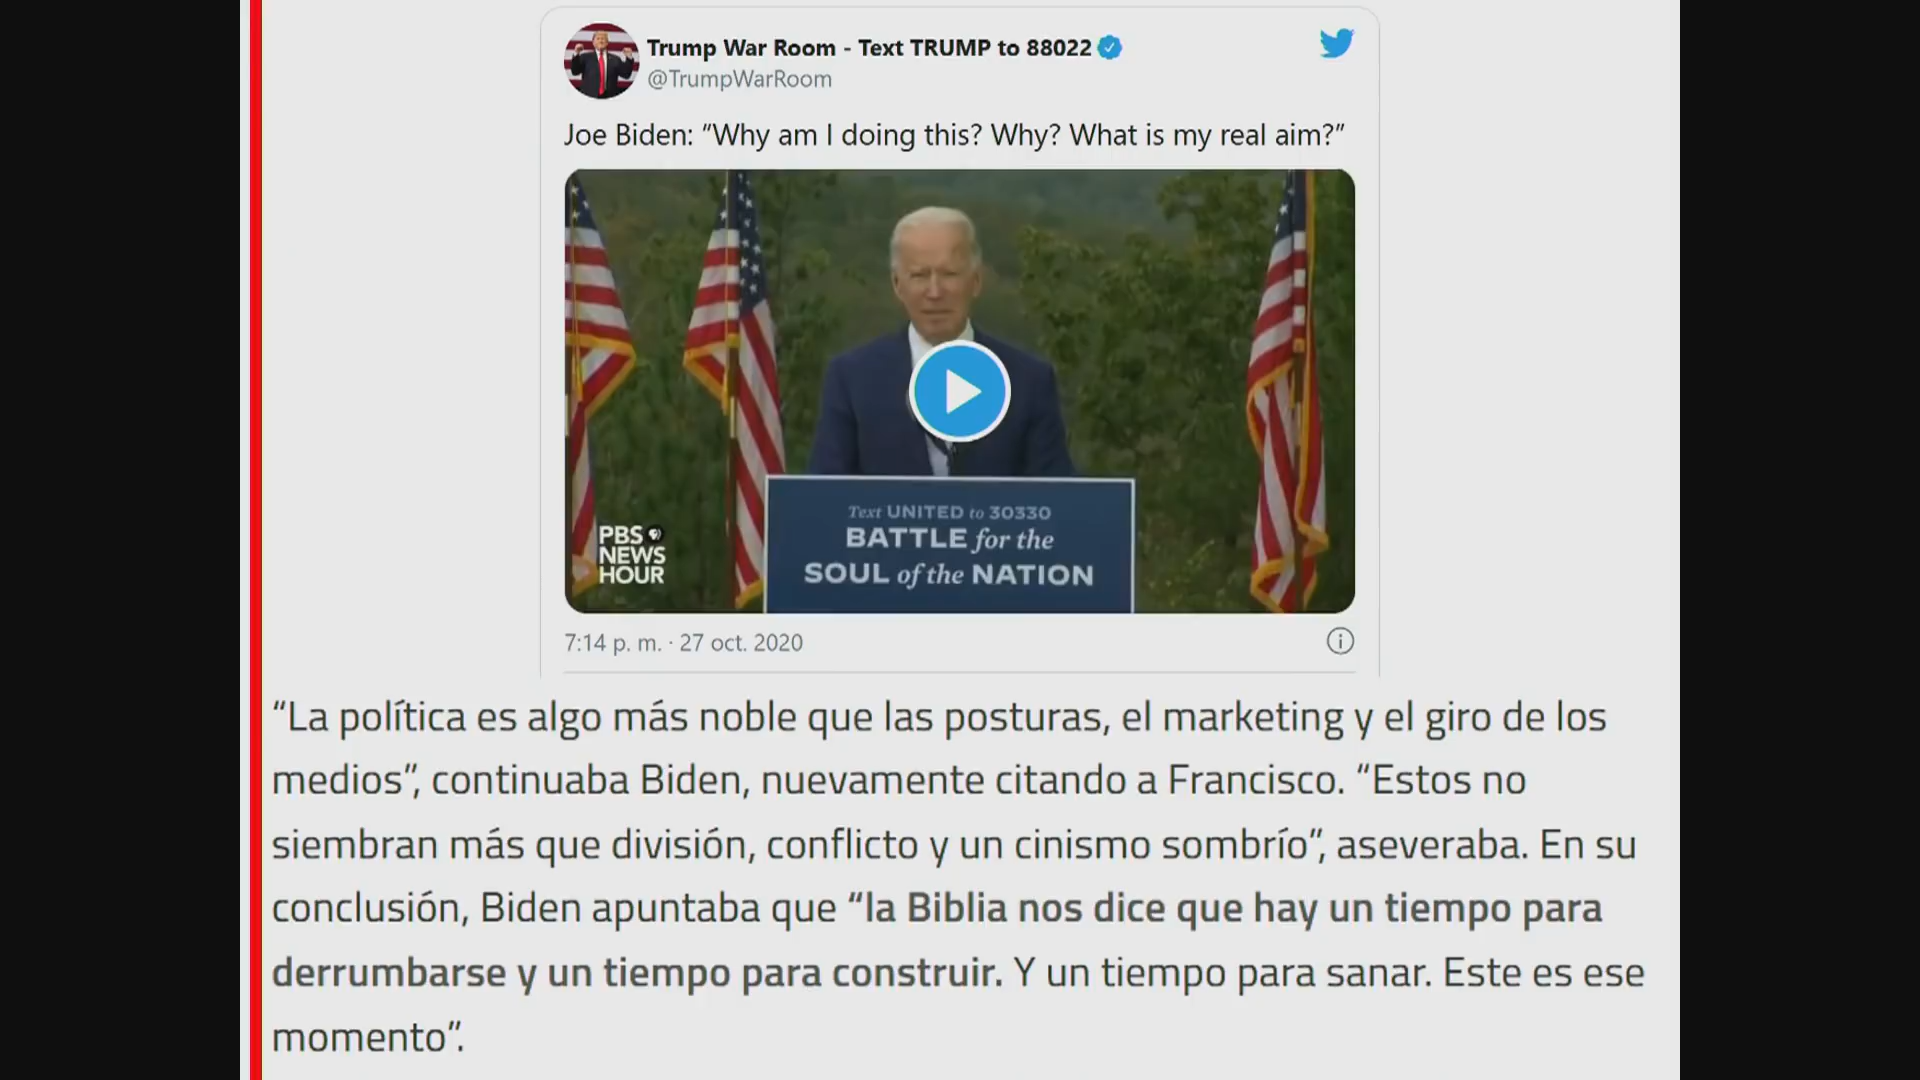 Trump War Room - Text TRUMP to 88022
@TrumpWarRoom
Joe Biden: “Why am I doing this? Why? What is my real aim?”
Text UNITED to 30330
BATTLE for the
SOUL of the NATION
PBS
NEWS
HOUR
7:14 p. m. · 27 oct. 2020
“La política es algo más noble que las posturas, el marketing y el giro de los
medios”, continuaba Biden, nuevamente citando a Francisco. “Estos no
siembran más que división, conflicto y un cinismo sombrío”, aseveraba. En su
conclusión, Biden apuntaba que “la Biblia nos dice que hay un tiempo para
derrumbarse y un tiempo para construir. Y un tiempo para sanar. Este es ese
momento”.